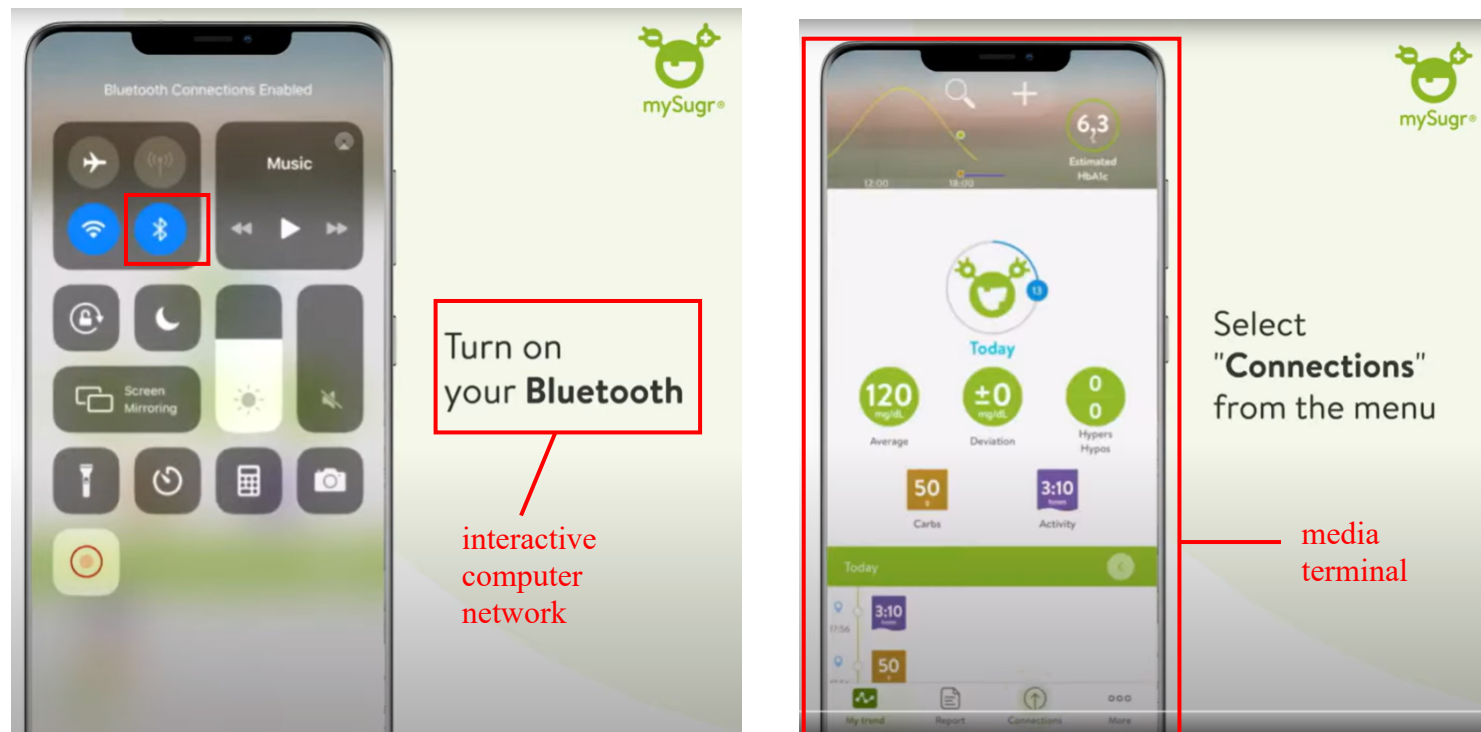 Bluetooth Connections Enabled
Music
Screen
Mirroring
mySugr®
Turn on
your Bluetooth
interactive
computer
network
6,3
Estimated
HbA1c
12:00 18:00
13
Today
120
mg/dL
Average
±0
mg/dL
Deviation
0
0
Hypers
Hypos
50
Carbs
3:10
Activity
Today
3:10
17:56
50
My trend Report Connections More
mySugr®
Select
"Connections"
from the menu
media
terminal